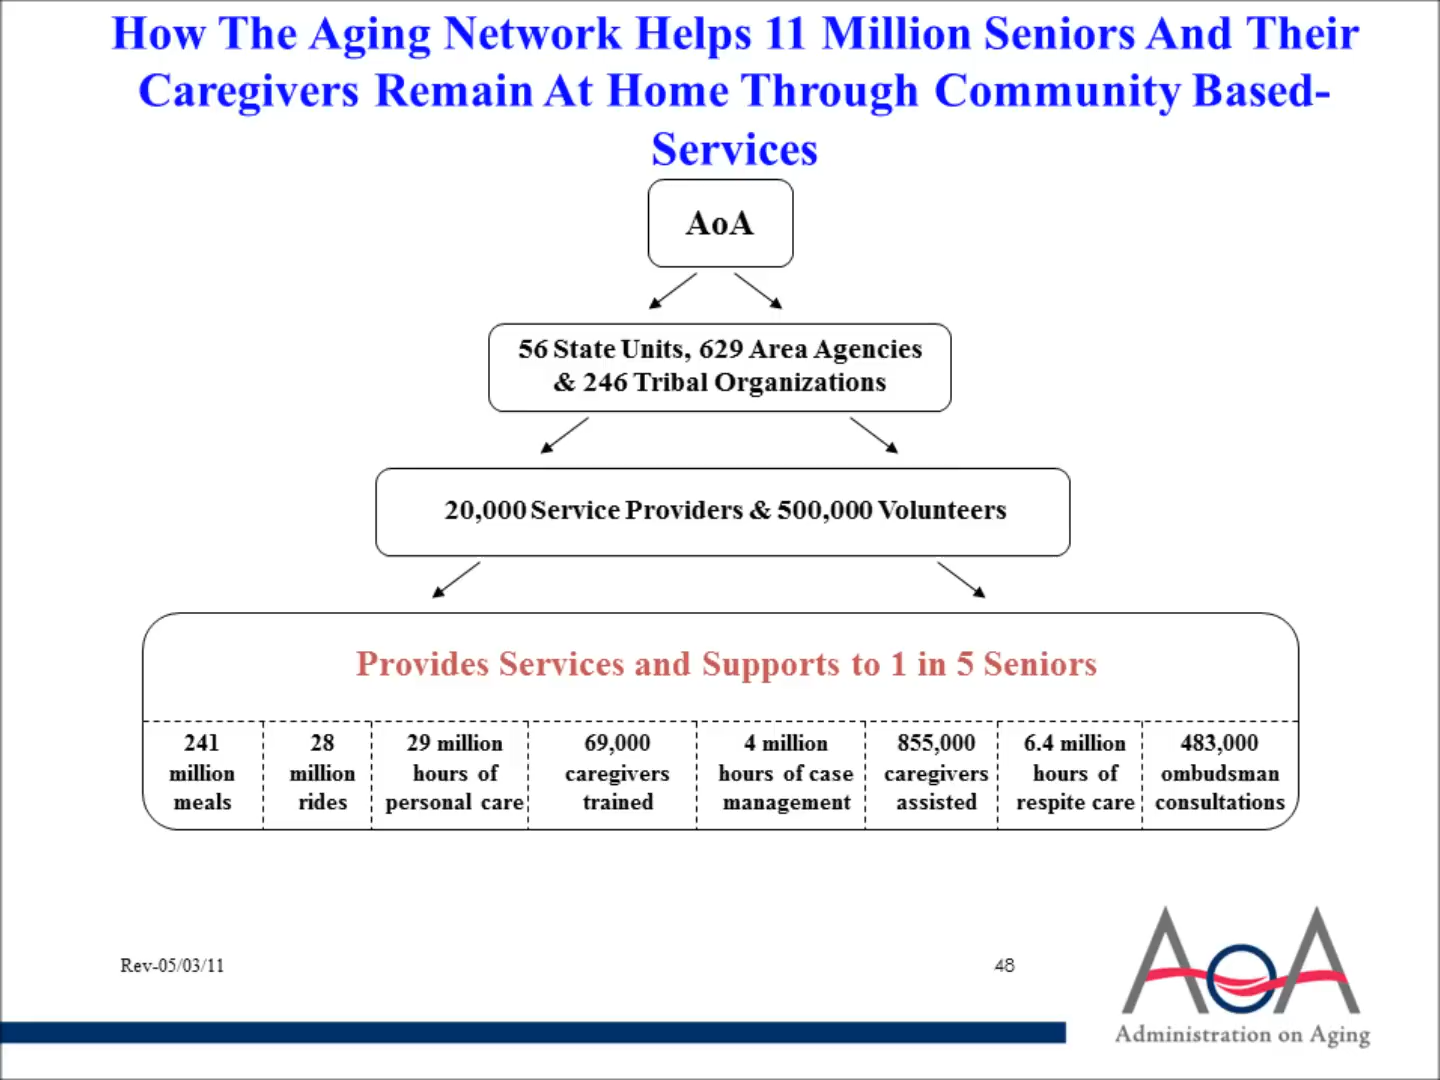 How The Aging Network Helps 11 Million Seniors And Their
Caregivers Remain At Home Through Community Based-
Services
AoA
56 State Units, 629 Area Agencies
& 246 Tribal Organizations
20,000 Service Providers & 500,000 Volunteers
Provides Services and Supports to 1 in 5 Seniors
241
million
meals
28
million
rides
29 million
hours of
personal care
69,000
caregivers
trained
4 million
hours of case
management
855,000
caregivers
assisted
6.4 million
hours of
respite care
483,000
ombudsman
consultations
Rev-05/03/11
48
AoA
Administration on Aging